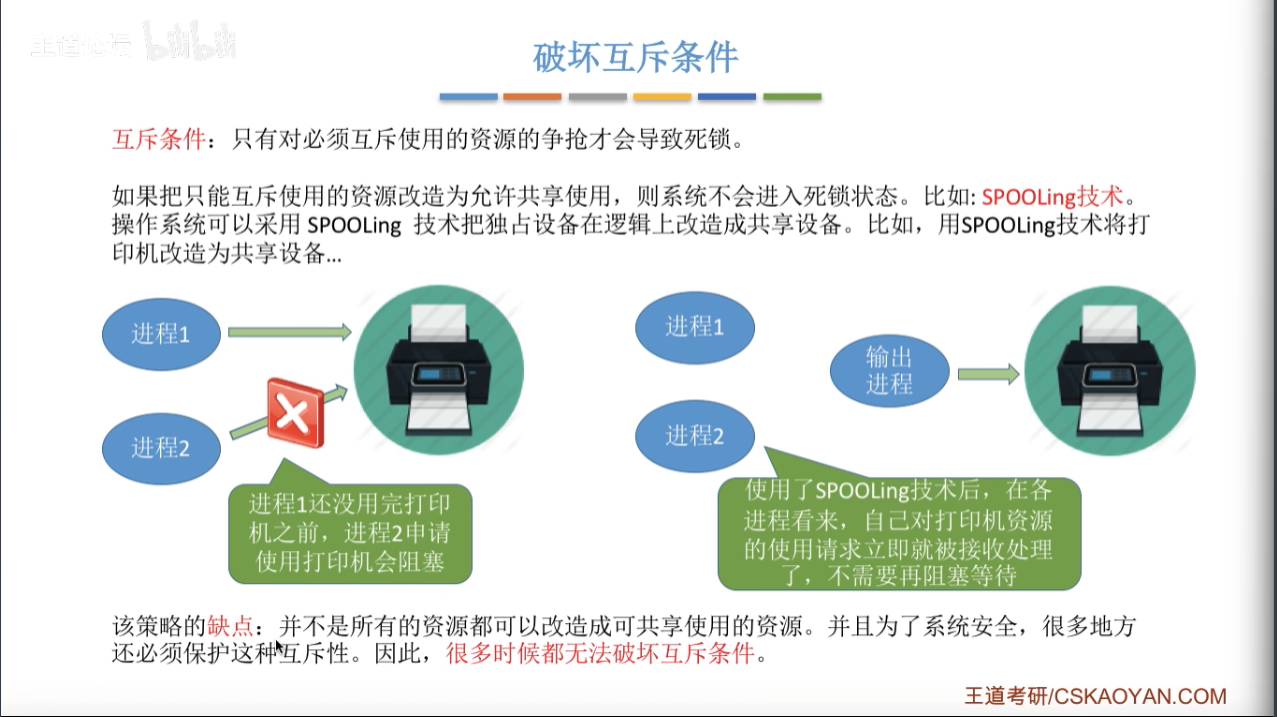 王道论坛 bilibili
破坏互斥条件
互斥条件：只有对必须互斥使用的资源的争抢才会导致死锁。
如果把只能互斥使用的资源改造为允许共享使用，则系统不会进入死锁状态。比如: SPOOLing技术。
操作系统可以采用 SPOOLing 技术把独占设备在逻辑上改造成共享设备。比如，用SPOOLing技术将打
印机改造为共享设备...
进程1
进程2
进程1还没用完打印
机之前，进程2申请
使用打印机会阻塞
进程1
进程2
输出
进程
使用了SPOOLing技术后，在各
进程看来，自己对打印机资源
的使用请求立即就被接收处理
了，不需要再阻塞等待
该策略的缺点：并不是所有的资源都可以改造成可共享使用的资源。并且为了系统安全，很多地方
还必须保护这种互斥性。因此，很多时候都无法破坏互斥条件。
王道考研/CSKAOYAN.COM